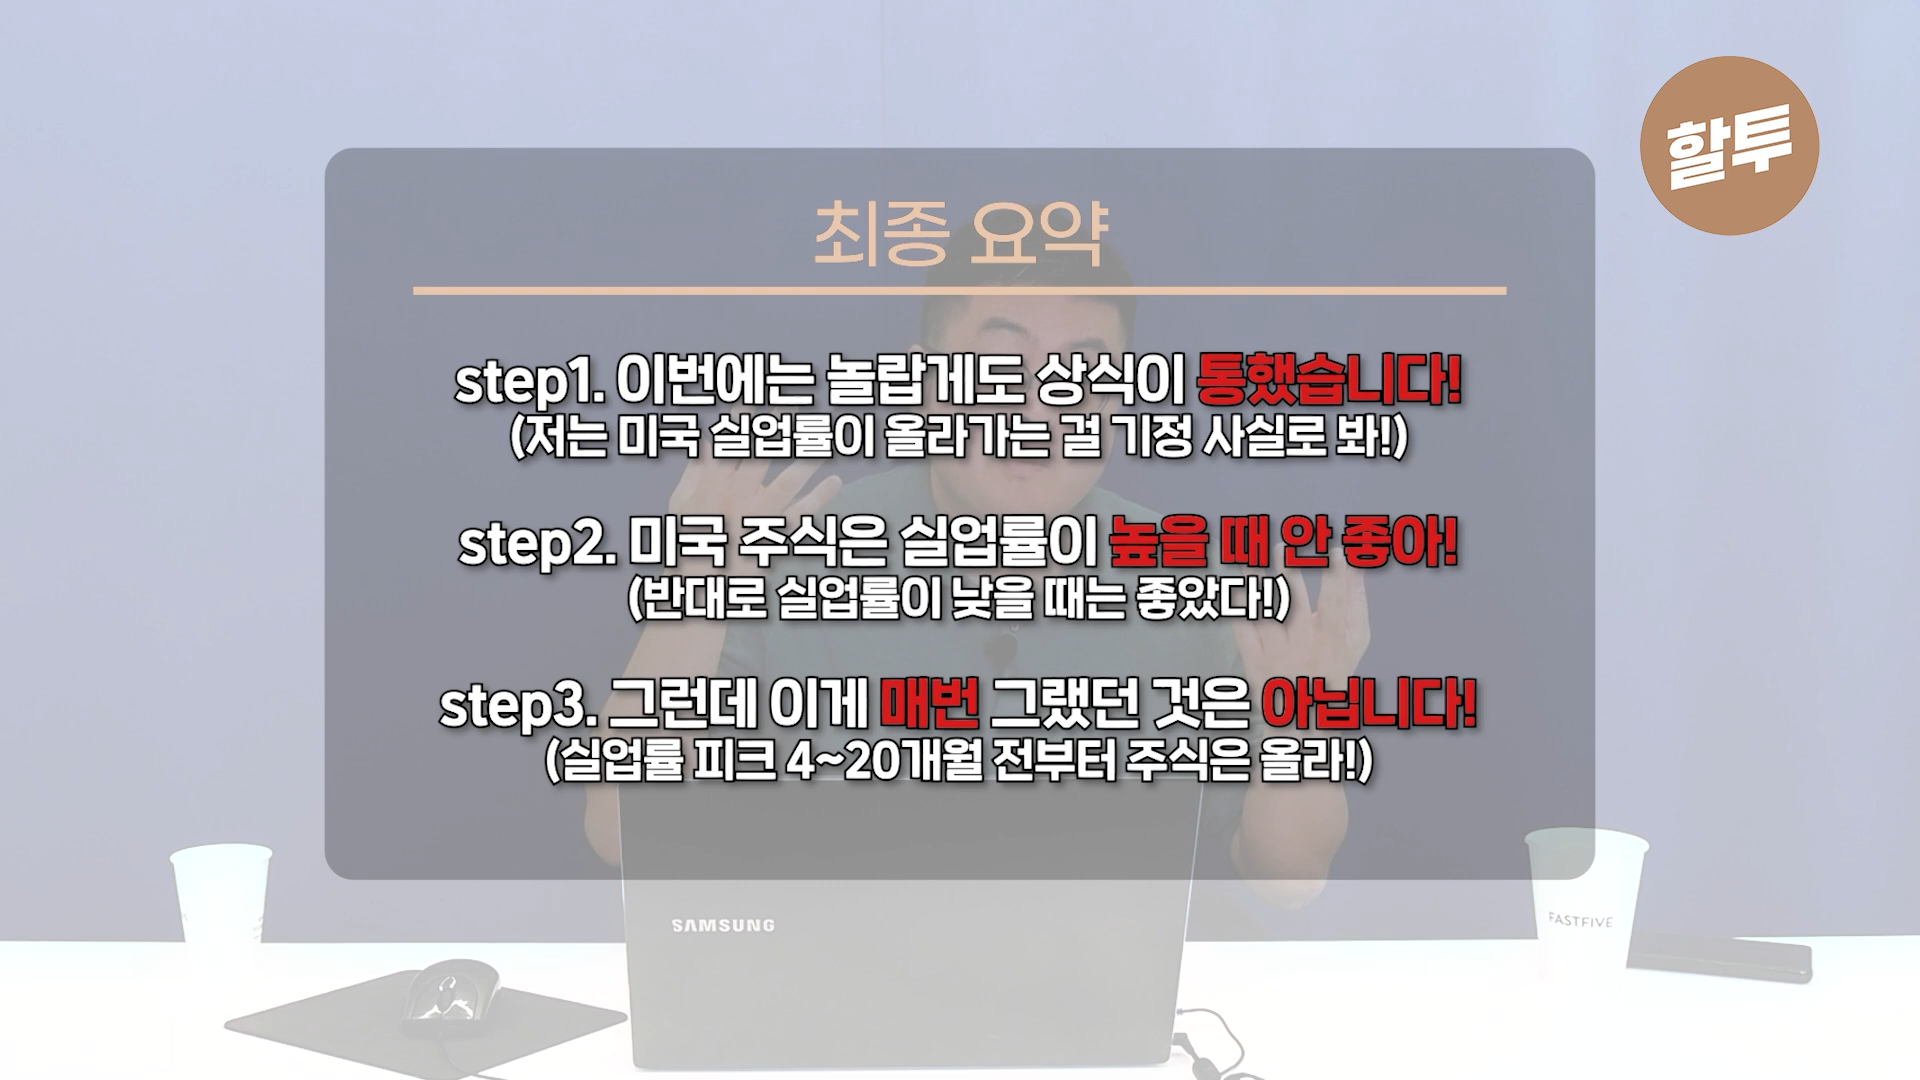 할투
최종 요약
step1. 이번에는 놀랍게도 상식이 통했습니다!
(저는 미국 실업률이 올라가는 걸 기정 사실로 봐!)
step2. 미국 주식은 실업률이 높을 때 안 좋아!
(반대로 실업률이 낮을 때는 좋았다!)
step3. 그런데 이게 매번 그랬던 것은 아닙니다!
(실업률 피크 4~20개월 전부터 주식은 올라!)
SAMSUNG
FASTFIVE